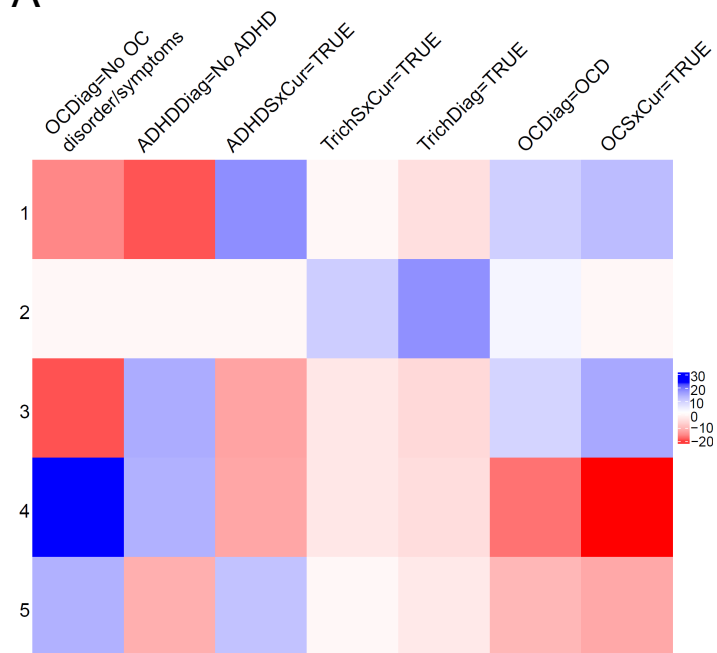 A
OCDiag=No OC
disorder/symptoms
ADHDDiag=No ADHD
ADHDSxCur=TRUE
TrichSxCur=TRUE
TrichDiag=TRUE
OCDiag=OCD
OCSxCur=TRUE
1
2
3
4
5
30
20
10
0
−10
−20